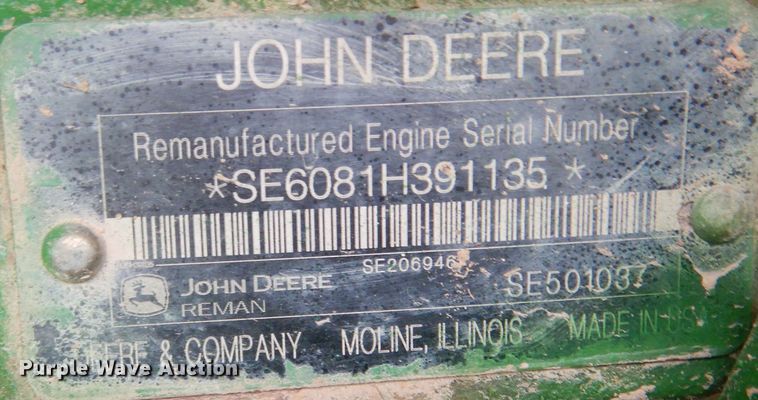 JOHN DEERE
Remanufactured Engine Serial Number
*SE6081H391135*
SE206946
JOHN DEERE
REMAN
SE501037
DEERE & COMPANY MOLINE, ILLINOIS MADE IN USA
Purple Wave Auction